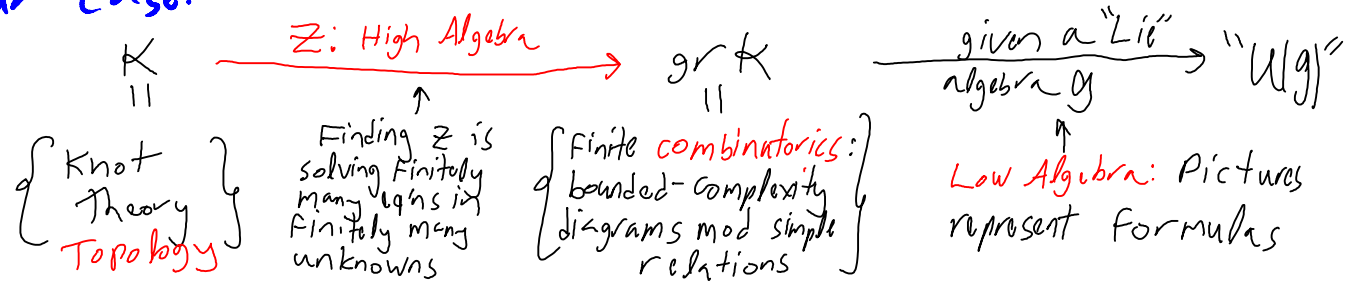 K
Z: High Algebra
gr K
given a "Lie"
algebra g
"U(g)"
Knot
Theory
Topology
Finding Z is
solving finitely
many eqns in
finitely many
unknowns
finite combinatorics:
bounded-complexity
diagrams mod simple
relations
Low Algebra: Pictures
represent formulas